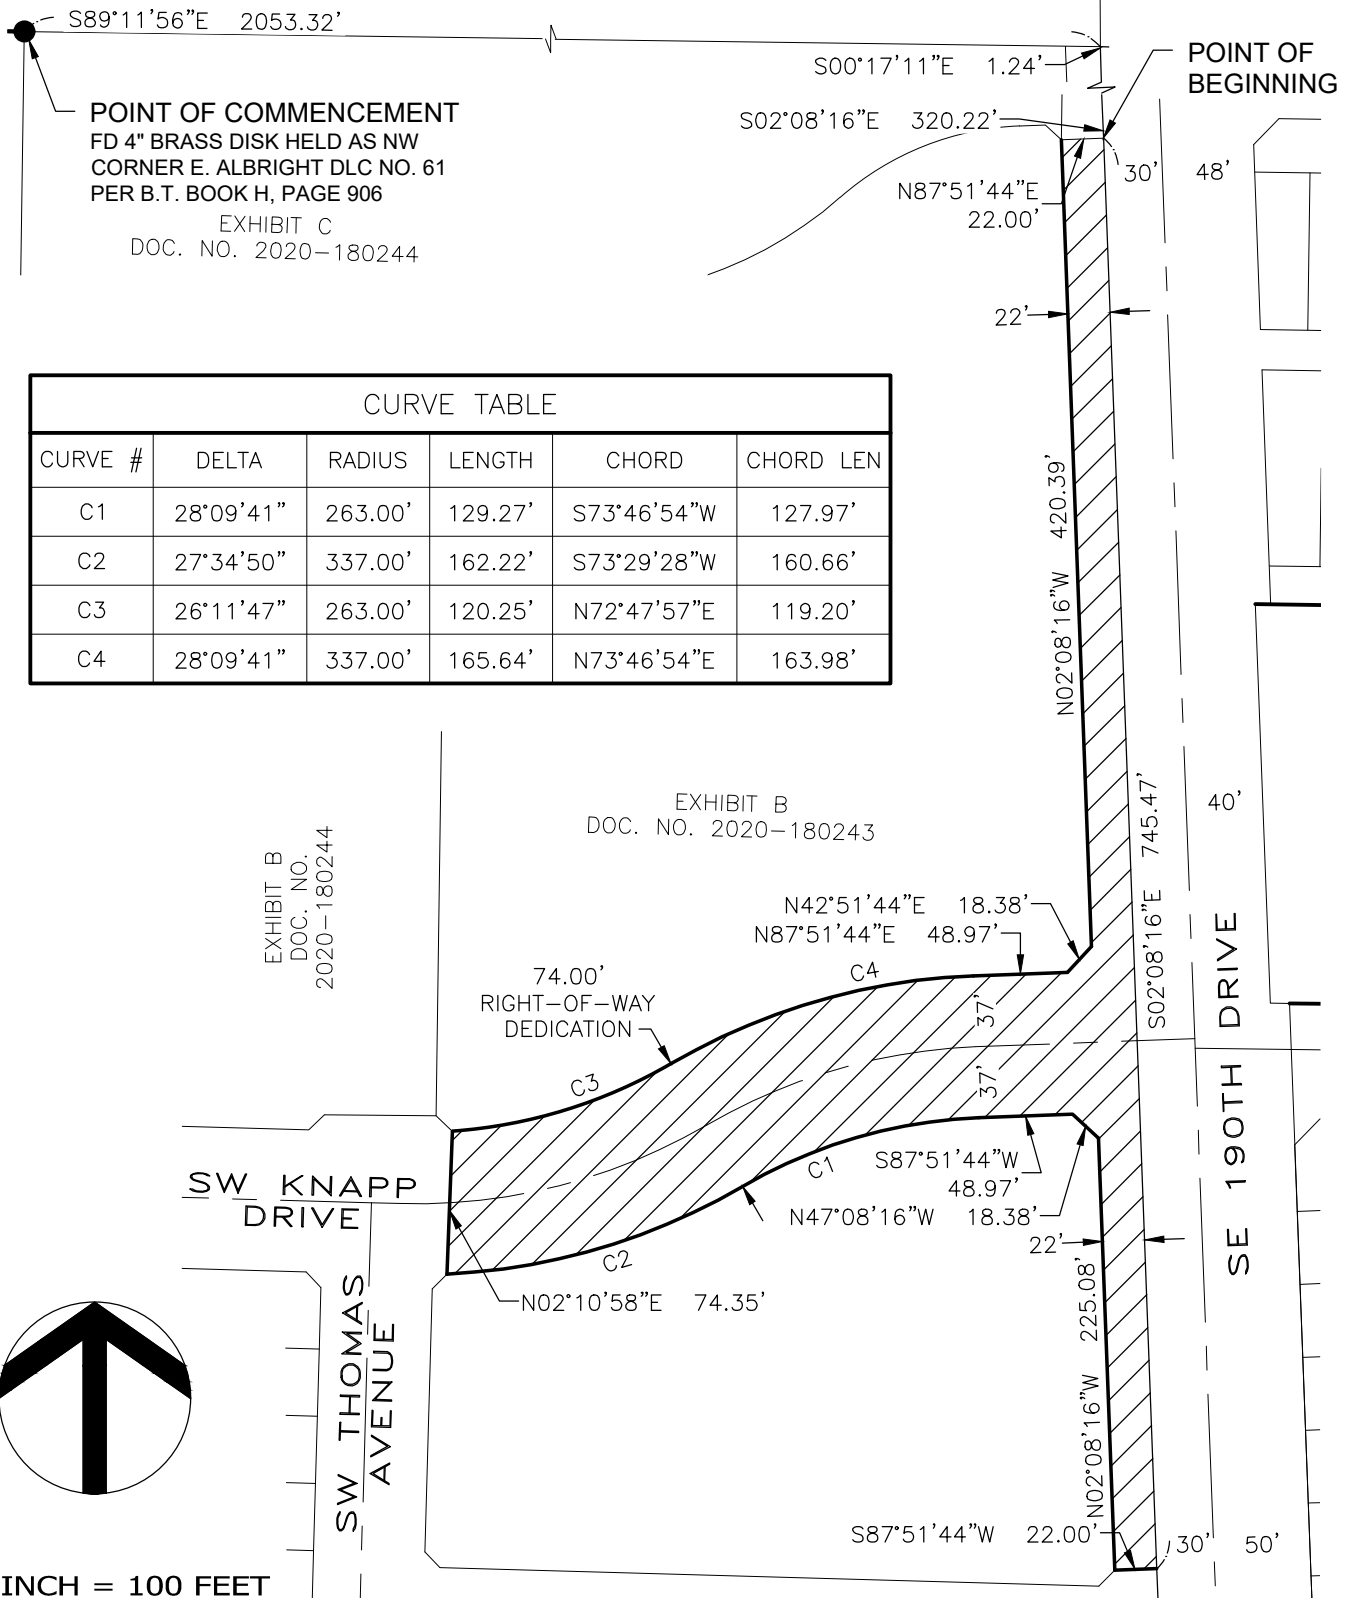 S89°11'56"E 2053.32'
S00°17'11"E 1.24'
POINT OF
BEGINNING
POINT OF COMMENCEMENT
FD 4" BRASS DISK HELD AS NW
CORNER E. ALBRIGHT DLC NO. 61
PER B.T. BOOK H, PAGE 906
EXHIBIT C
DOC. NO. 2020-180244
S02°08'16"E 320.22'
30'
48'
N87°51'44"E
22.00'
22'
CURVE TABLE
CURVE # DELTA RADIUS LENGTH CHORD CHORD LEN
C1 28°09'41" 263.00' 129.27' S73°46'54"W 127.97'
C2 27°34'50" 337.00' 162.22' S73°29'28"W 160.66'
C3 26°11'47" 263.00' 120.25' N72°47'57"E 119.20'
C4 28°09'41" 337.00' 165.64' N73°46'54"E 163.98'
N02°08'16"W 420.39'
EXHIBIT B
DOC. NO. 2020-180243
EXHIBIT B
DOC. NO.
2020-180244
40'
S02°08'16"E 745.47'
N42°51'44"E 18.38'
N87°51'44"E 48.97'
74.00'
RIGHT-OF-WAY
DEDICATION
C4
37'
37'
C3
C1
C2
S87°51'44"W
48.97'
N47°08'16"W 18.38'
22'
SW KNAPP
DRIVE
SE 190TH DRIVE
N02°10'58"E 74.35'
SW THOMAS
AVENUE
N02°08'16"W 225.08'
S87°51'44"W 22.00'
30'
50'
INCH = 100 FEET